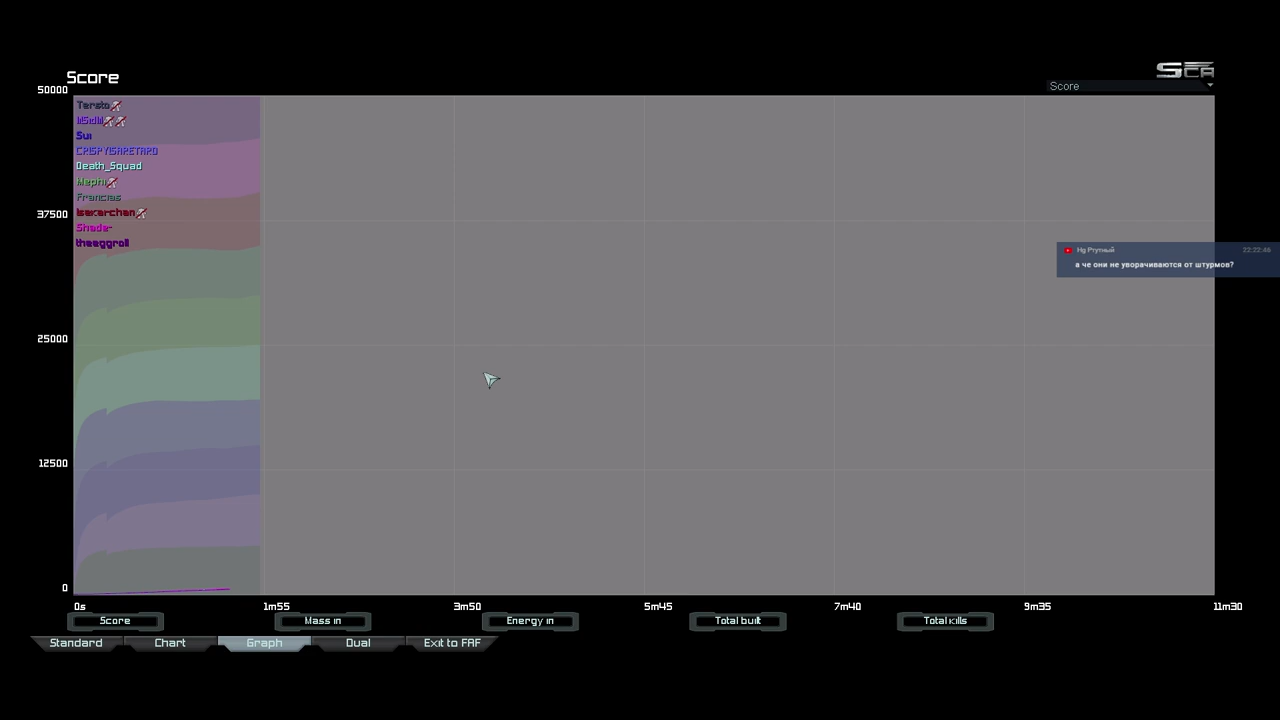 Score
SCA
Score
50000
37500
25000
12500
0
Tersto
Sui
CRISPYISARETARD
Death_Squad
Mephi
Francias
Isekarchan
Shade-
theeggroll
Hg Ртутный 22:22:46
а че они не уворачиваются от штурмов?
0s 1m55 3m50 5m45 7m40 9m35 11m30
Score Mass in Energy in Total built Total kills
Standard Chart Graph Dual Exit to FAF